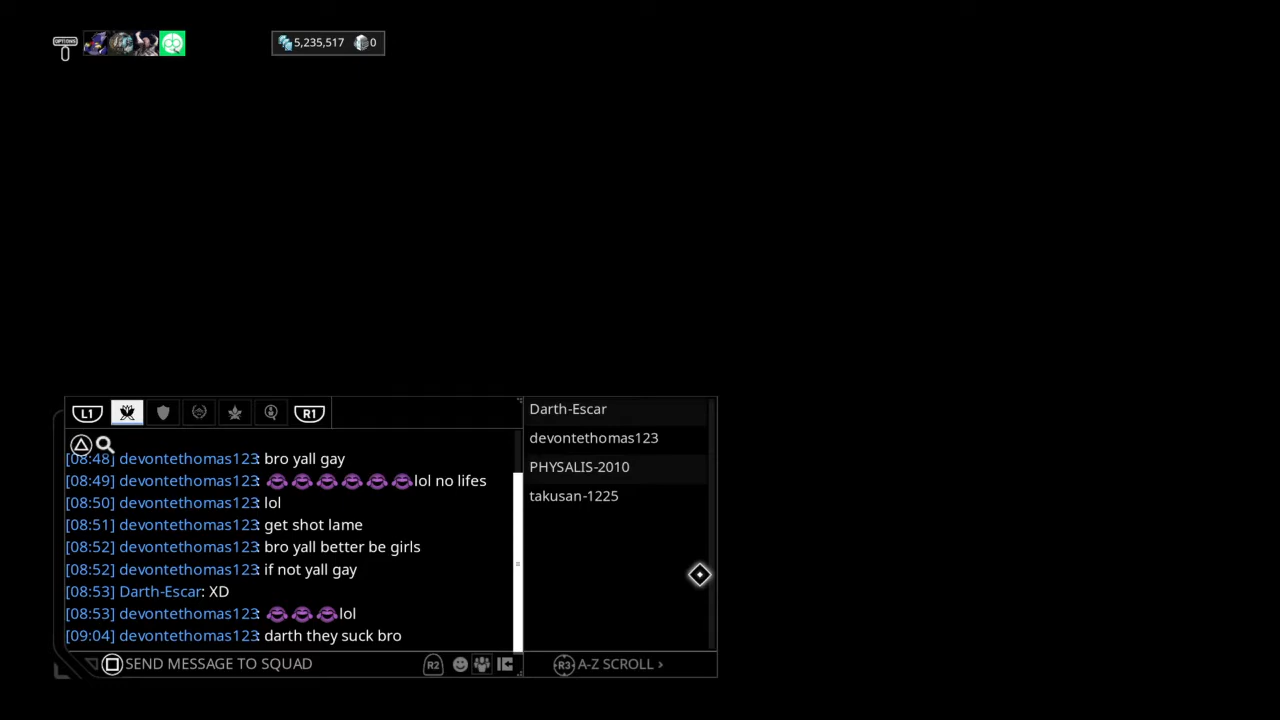 OPTIONS
5,235,517 0
L1 R1
[08:48] devontethomas123: bro yall gay
[08:49] devontethomas123: 😂😂😂😂😂😂lol no lifes
[08:50] devontethomas123: lol
[08:51] devontethomas123: get shot lame
[08:52] devontethomas123: bro yall better be girls
[08:52] devontethomas123: if not yall gay
[08:53] Darth-Escar: XD
[08:53] devontethomas123: 😂😂😂lol
[09:04] devontethomas123: darth they suck bro
SEND MESSAGE TO SQUAD R2
Darth-Escar
devontethomas123
PHYSALIS-2010
takusan-1225
R3 A-Z SCROLL ›